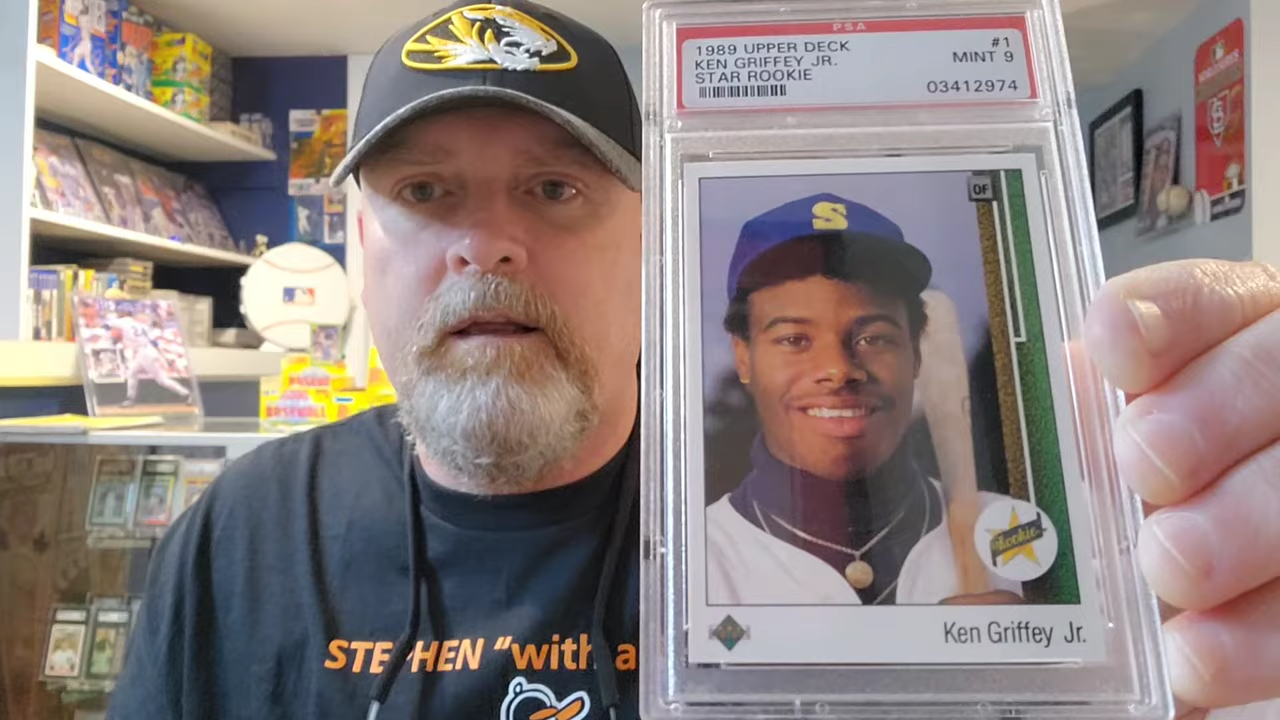 PSA
1989 UPPER DECK #1
KEN GRIFFEY JR. MINT 9
STAR ROOKIE
03412974
OF
S
Rookie
Ken Griffey Jr.
STEPHEN "with a
BASEBALL